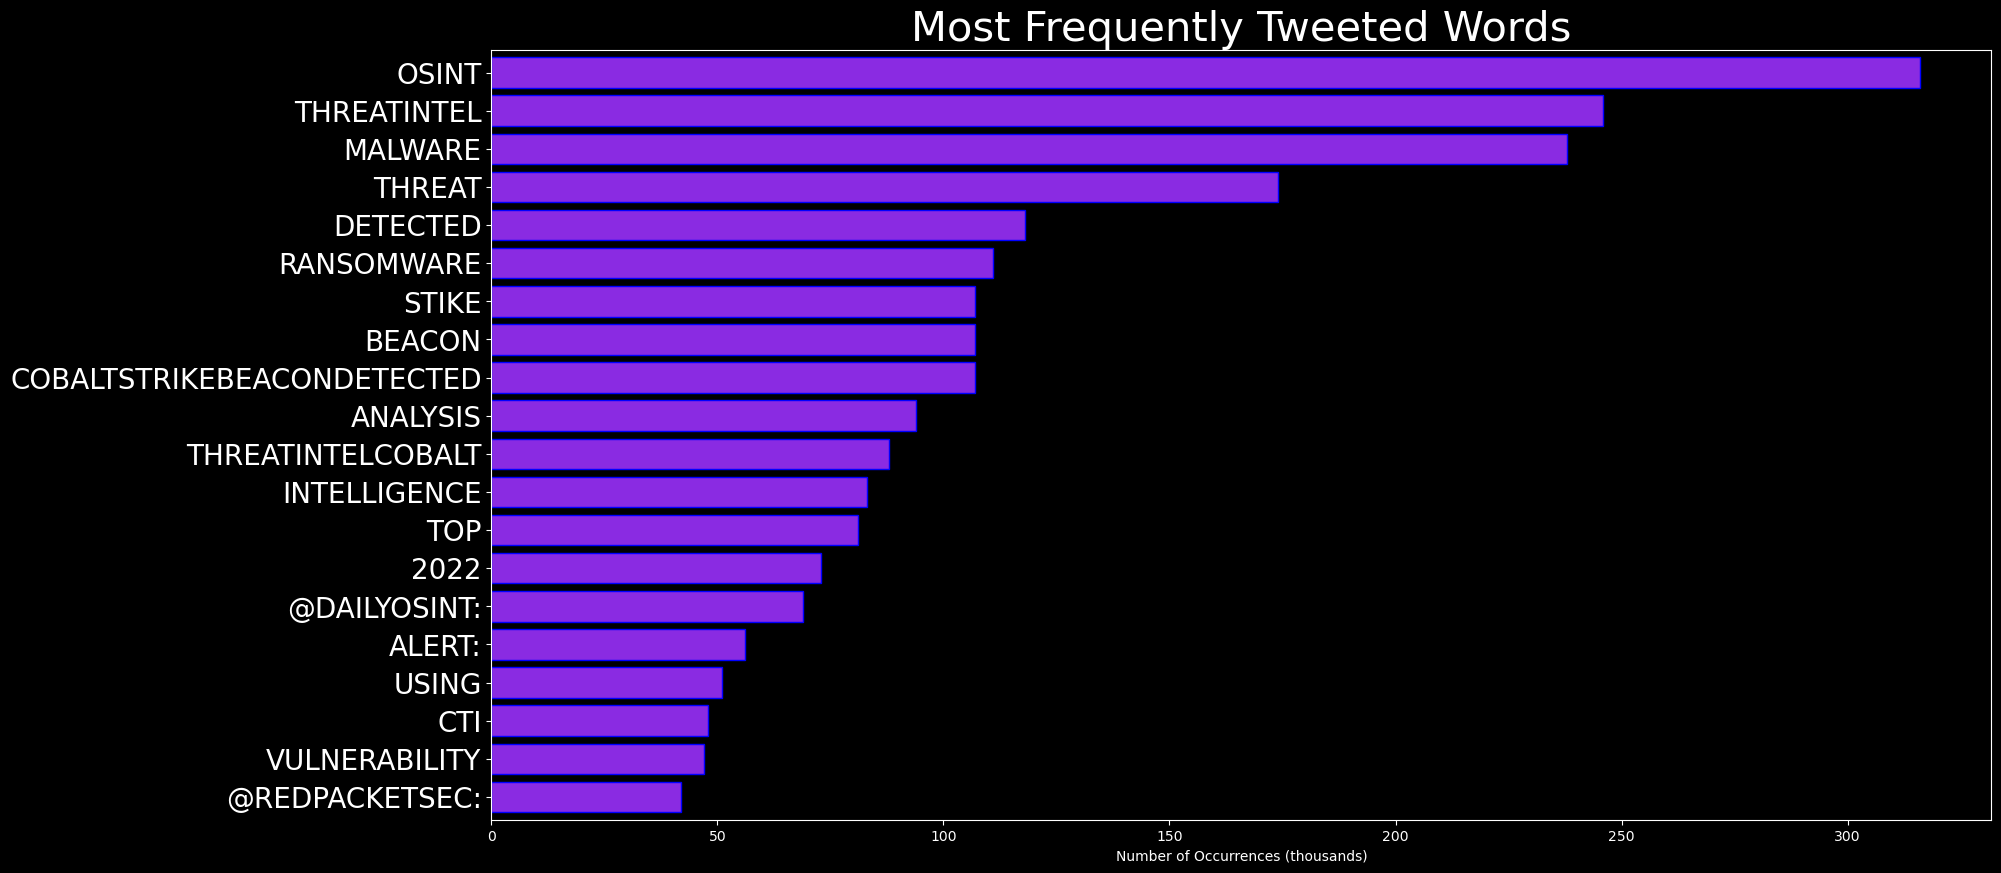 Most Frequently Tweeted Words
OSINT
THREATINTEL
MALWARE
THREAT
DETECTED
RANSOMWARE
STIKE
BEACON
COBALTSTRIKEBEACONDETECTED
ANALYSIS
THREATINTELCOBALT
INTELLIGENCE
TOP
2022
@DAILYOSINT:
ALERT:
USING
CTI
VULNERABILITY
@REDPACKETSEC:
0 50 100 150 200 250 300
Number of Occurrences (thousands)